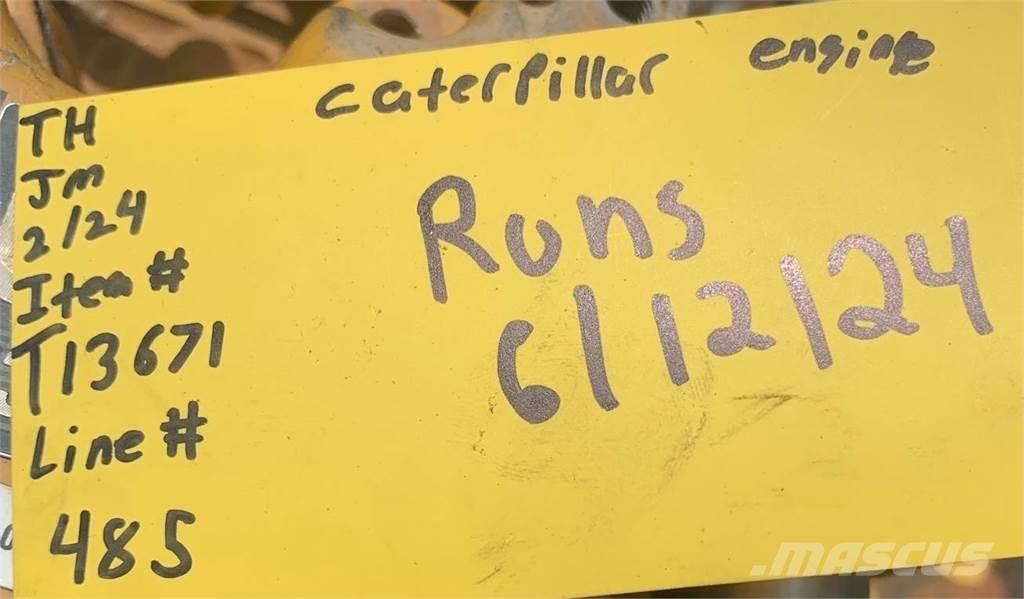 caterpillar engine
TH
Jm
2/24
Item #
T13671
Line #
485
Runs
6/12/24
MASCUS